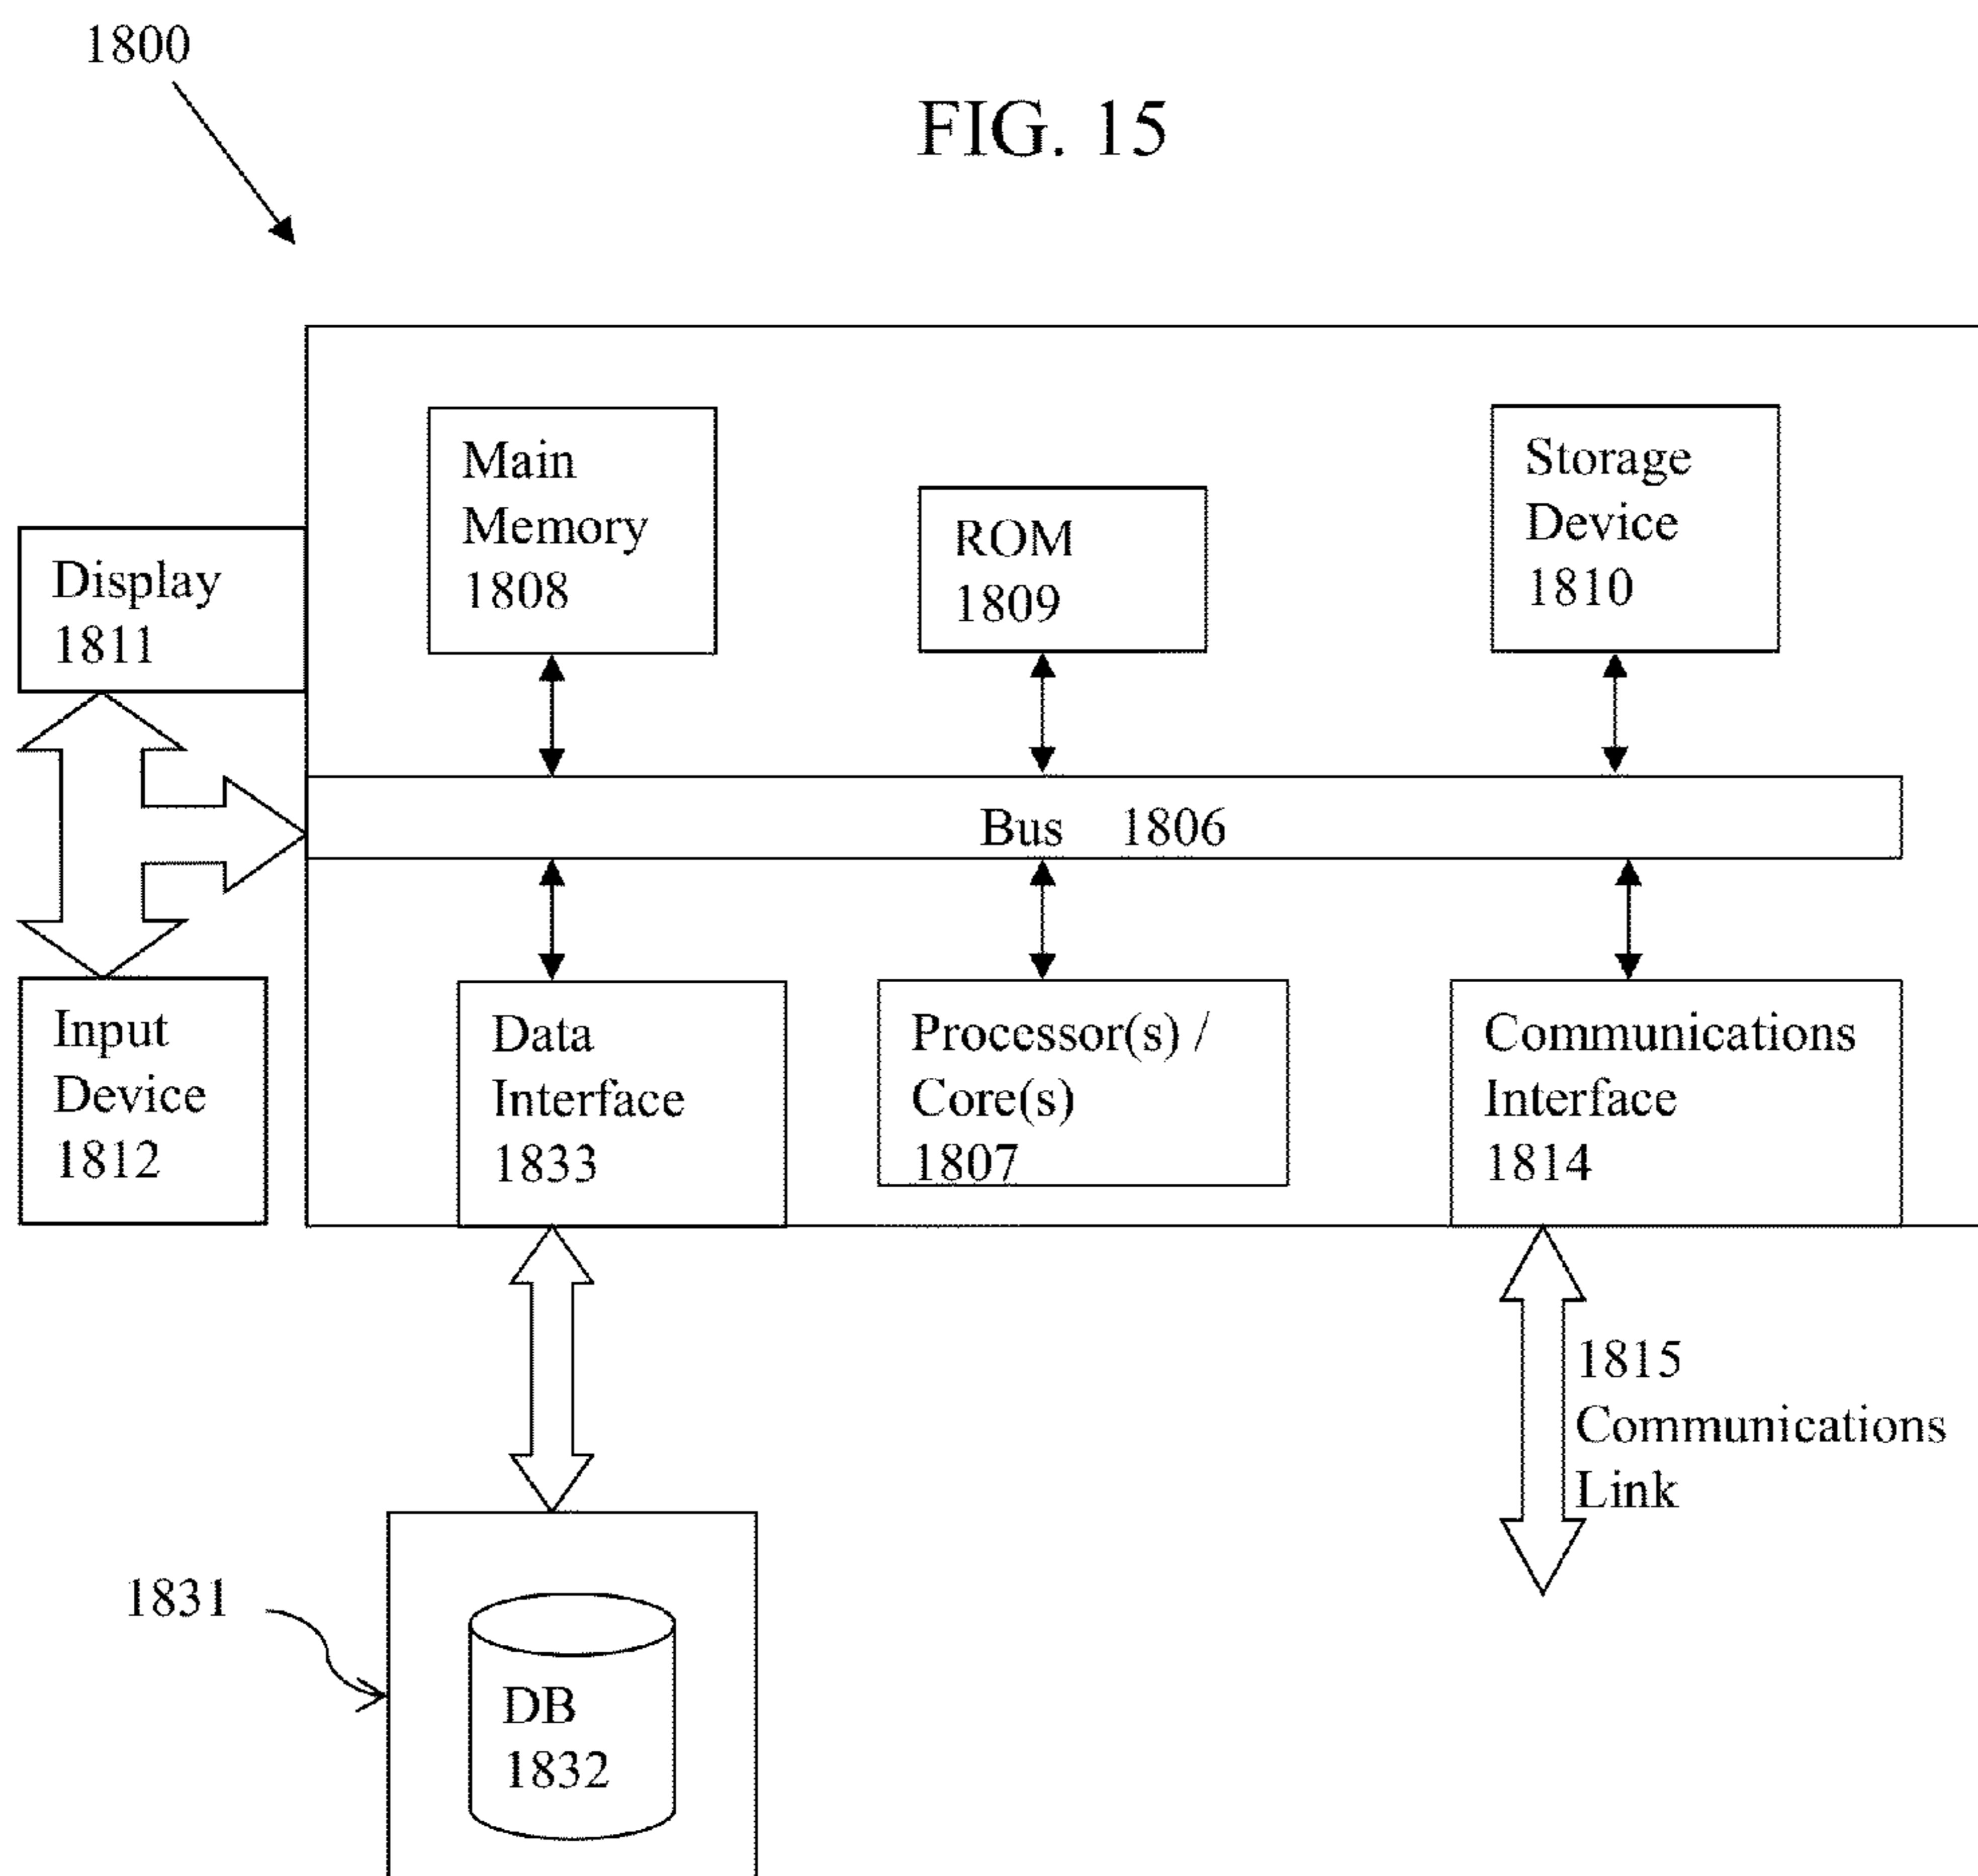 1800
FIG. 15
Main
Memory
1808
ROM
1809
Storage
Device
1810
Display
1811
Bus 1806
Input
Device
1812
Data
Interface
1833
Processor(s) /
Core(s)
1807
Communications
Interface
1814
1815
Communications
Link
1831
DB
1832